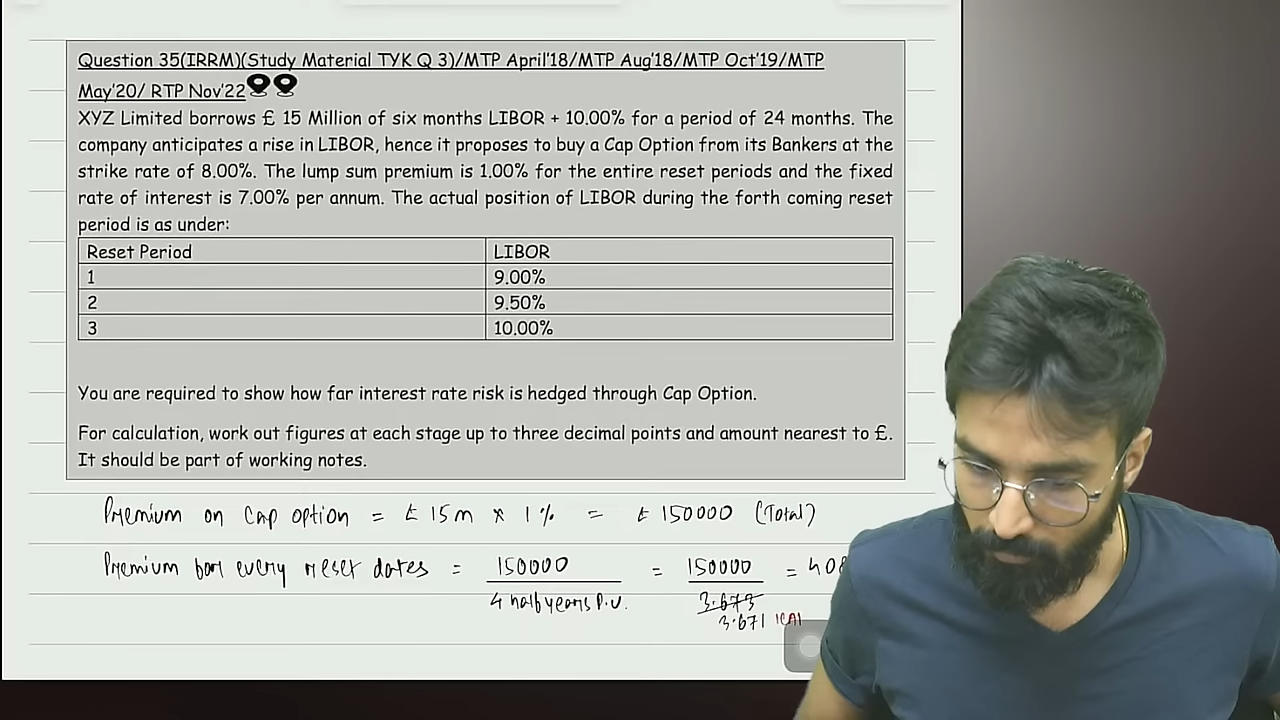 Question 35(IRRM)(Study Material TYK Q 3)/MTP April'18/MTP Aug'18/MTP Oct'19/MTP
May'20/ RTP Nov'22
XYZ Limited borrows £ 15 Million of six months LIBOR + 10.00% for a period of 24 months. The
company anticipates a rise in LIBOR, hence it proposes to buy a Cap Option from its Bankers at the
strike rate of 8.00%. The lump sum premium is 1.00% for the entire reset periods and the fixed
rate of interest is 7.00% per annum. The actual position of LIBOR during the forth coming reset
period is as under:
Reset Period LIBOR
1 9.00%
2 9.50%
3 10.00%
You are required to show how far interest rate risk is hedged through Cap Option.
For calculation, work out figures at each stage up to three decimal points and amount nearest to £.
It should be part of working notes.
Premium on Cap option = £ 15m × 1% = £ 150000 (Total)
Premium for every reset dates = 150000 = 150000 = 408
4 half years P.V. 3.673
3.671 ICAI